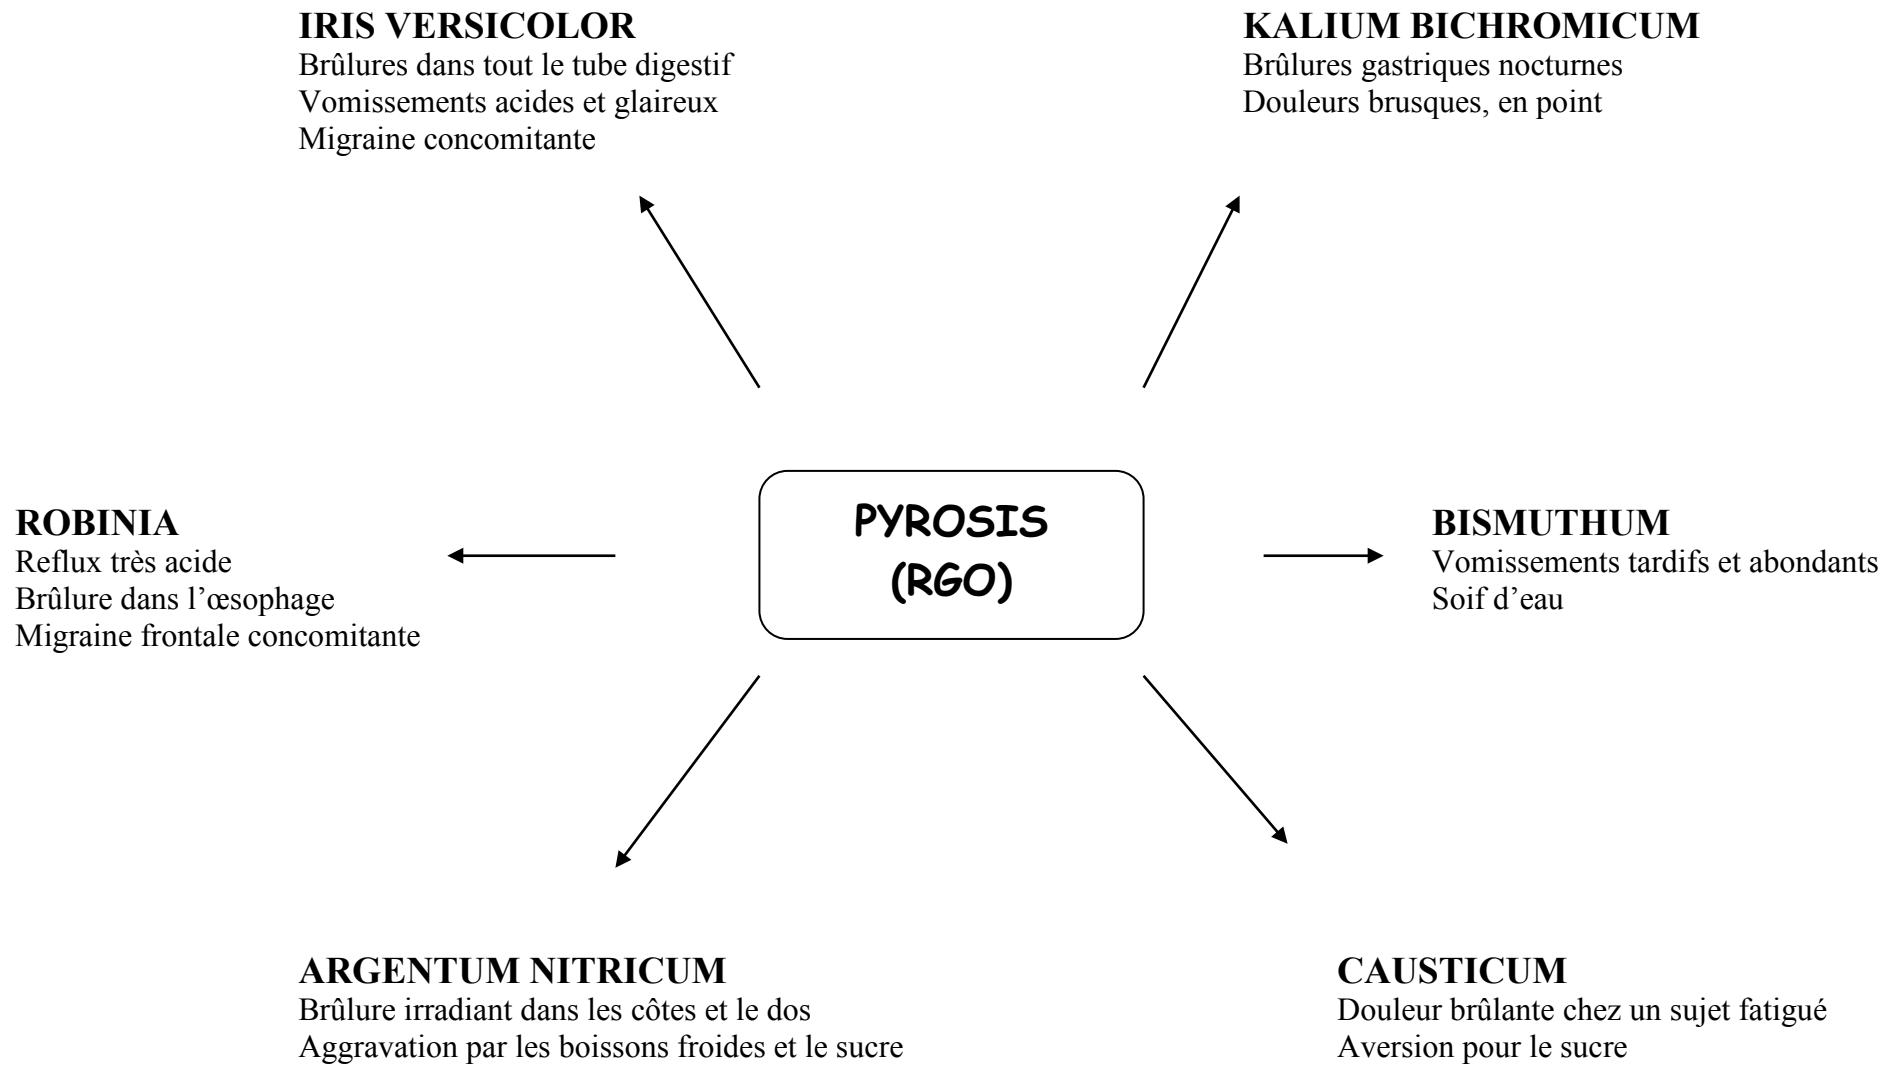 IRIS VERSICOLOR
Brûlures dans tout le tube digestif
Vomissements acides et glaireux
Migraine concomitante
KALIUM BICHROMICUM
Brûlures gastriques nocturnes
Douleurs brusques, en point
ROBINIA
Reflux très acide
Brûlure dans l’œsophage
Migraine frontale concomitante
PYROSIS
(RGO)
BISMUTHUM
Vomissements tardifs et abondants
Soif d’eau
ARGENTUM NITRICUM
Brûlure irradiant dans les côtes et le dos
Aggravation par les boissons froides et le sucre
CAUSTICUM
Douleur brûlante chez un sujet fatigué
Aversion pour le sucre